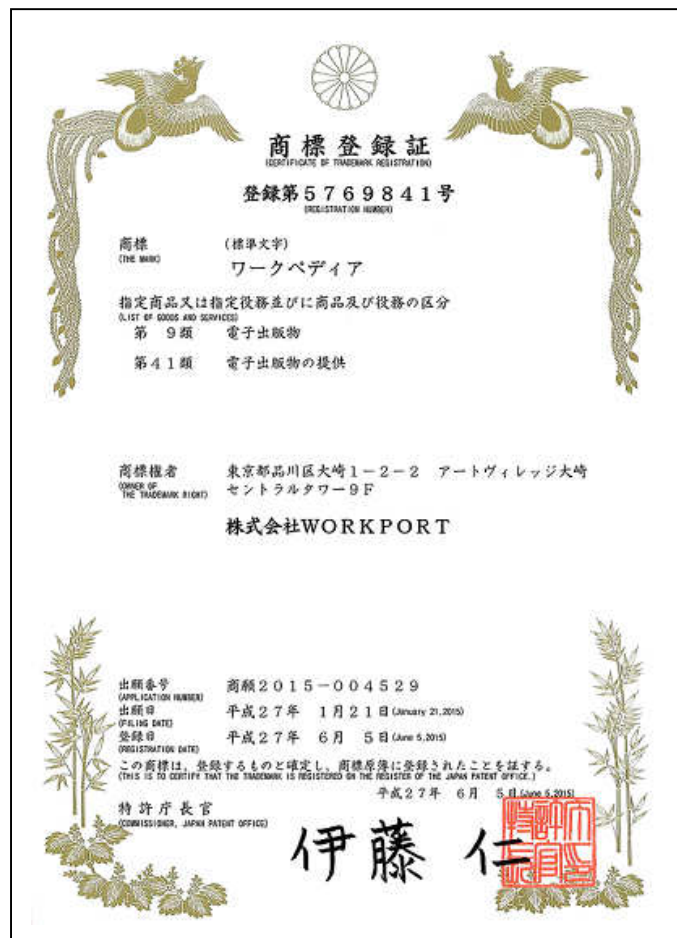 商標登録証
(CERTIFICATE OF TRADEMARK REGISTRATION)
登録第5769841号
(REGISTRATION NUMBER)
商標 (標準文字)
(THE MARK)
ワークペディア
指定商品又は指定役務並びに商品及び役務の区分
(LIST OF GOODS AND SERVICES)
第 9類 電子出版物
第41類 電子出版物の提供
商標権者 東京都品川区大崎1-2-2 アートヴィレッジ大崎
(OWNER OF THE TRADEMARK RIGHT) セントラルタワー9F
株式会社WORKPORT
出願番号 商願2015-004529
(APPLICATION NUMBER)
出願日 平成27年 1月21日(January 21,2015)
(FILING DATE)
登録日 平成27年 6月 5日(June 5,2015)
(REGISTRATION DATE)
この商標は、登録するものと確定し、商標原簿に登録されたことを証する。
(THIS IS TO CERTIFY THAT THE TRADEMARK IS REGISTERED ON THE REGISTER OF THE JAPAN PATENT OFFICE.)
平成27年 6月 5日(June 5,2015)
特許庁長官
(COMMISSIONER, JAPAN PATENT OFFICE)
伊藤 仁